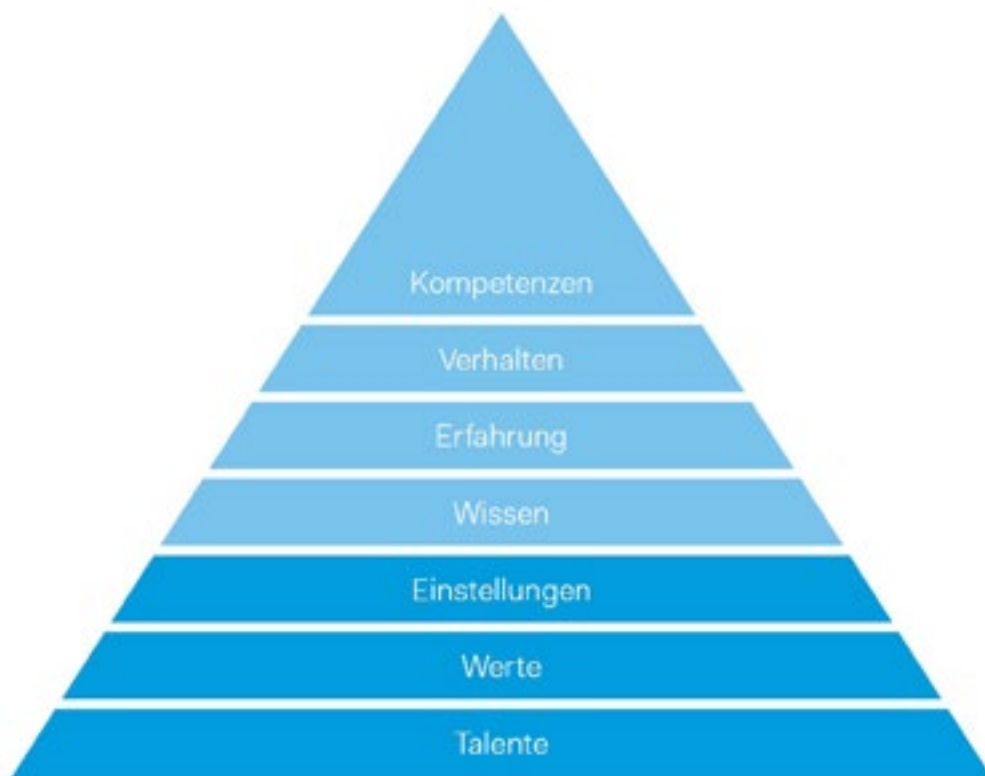 Kompetenzen
Verhalten
Erfahrung
Wissen
Einstellungen
Werte
Talente